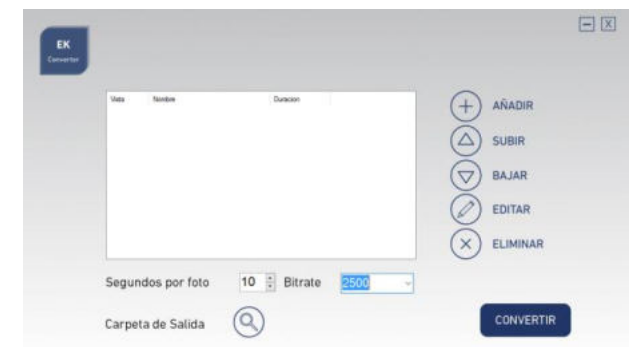 EK
Converter
Vista Nombre Duracion
AÑADIR
SUBIR
BAJAR
EDITAR
ELIMINAR
Segundos por foto 10 Bitrate 2500
Carpeta de Salida
CONVERTIR